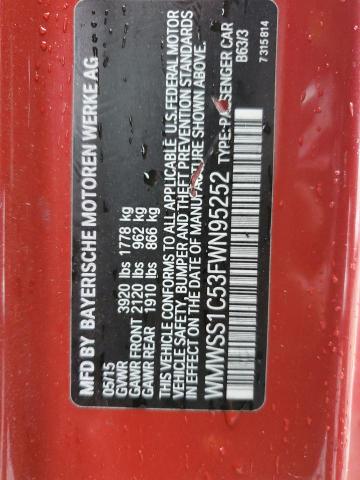 MFD BY BAYERISCHE MOTOREN WERKE AG
05/15
GVWR 3920 lbs 1778 kg
GAWR FRONT 2120 lbs 962 kg
GAWR REAR 1910 lbs 866 kg
THIS VEHICLE CONFORMS TO ALL APPLICABLE U.S. FEDERAL MOTOR
VEHICLE SAFETY, BUMPER AND THEFT PREVENTION STANDARDS
IN EFFECT ON THE DATE OF MANUFACTURE SHOWN ABOVE.
WMWSS1C53FWN95252 TYPE: PASSENGER CAR
B63/3
7 315 814